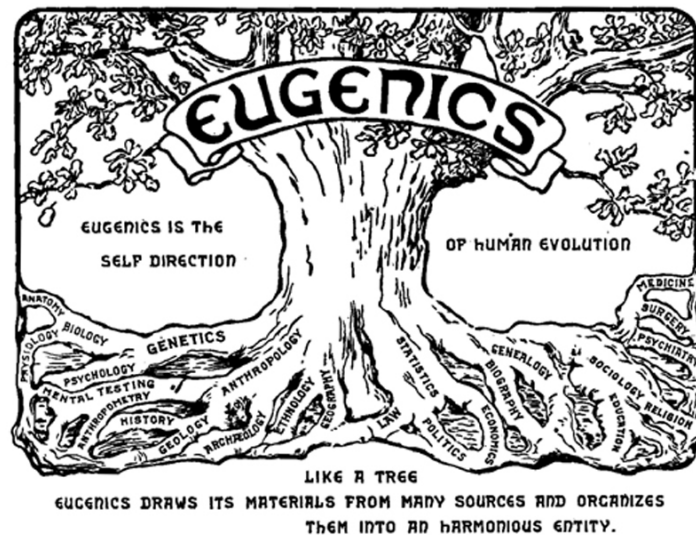 EUGENICS
EUGENICS IS THE
SELF DIRECTION
OF HUMAN EVOLUTION
ANATOMY
PHYSIOLOGY
BIOLOGY
GENETICS
PSYCHOLOGY
MENTAL TESTING
ANTHROPOMETRY
HISTORY
GEOLOGY
ARCHÆOLOGY
ANTHROPOLOGY
ETHNOLOGY
GEOGRAPHY
LAW
STATISTICS
POLITICS
ECONOMICS
BIOGRAPHY
GENEALOGY
EDUCATION
SOCIOLOGY
RELIGION
PSYCHIATRY
SURGERY
MEDICINE
LIKE A TREE
EUGENICS DRAWS ITS MATERIALS FROM MANY SOURCES AND ORGANIZES
THEM INTO AN HARMONIOUS ENTITY.